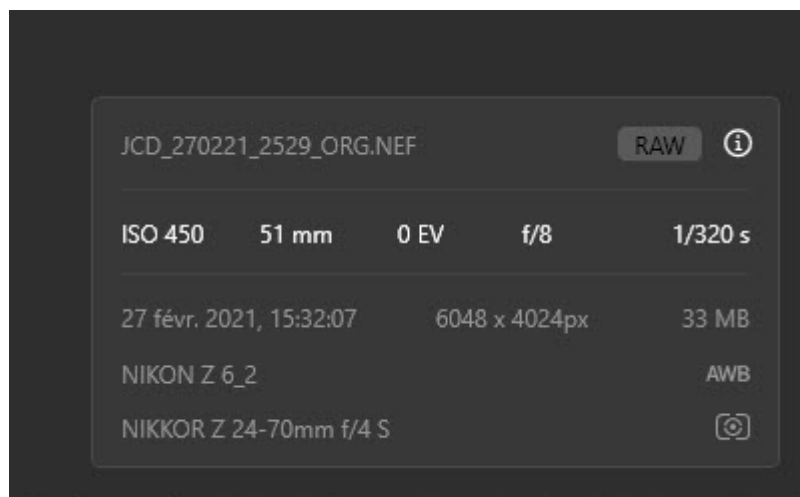 JCD_270221_2529_ORG.NEF RAW
ISO 450 51 mm 0 EV f/8 1/320 s
27 févr. 2021, 15:32:07 6048 x 4024px 33 MB
NIKON Z 6_2 AWB
NIKKOR Z 24-70mm f/4 S